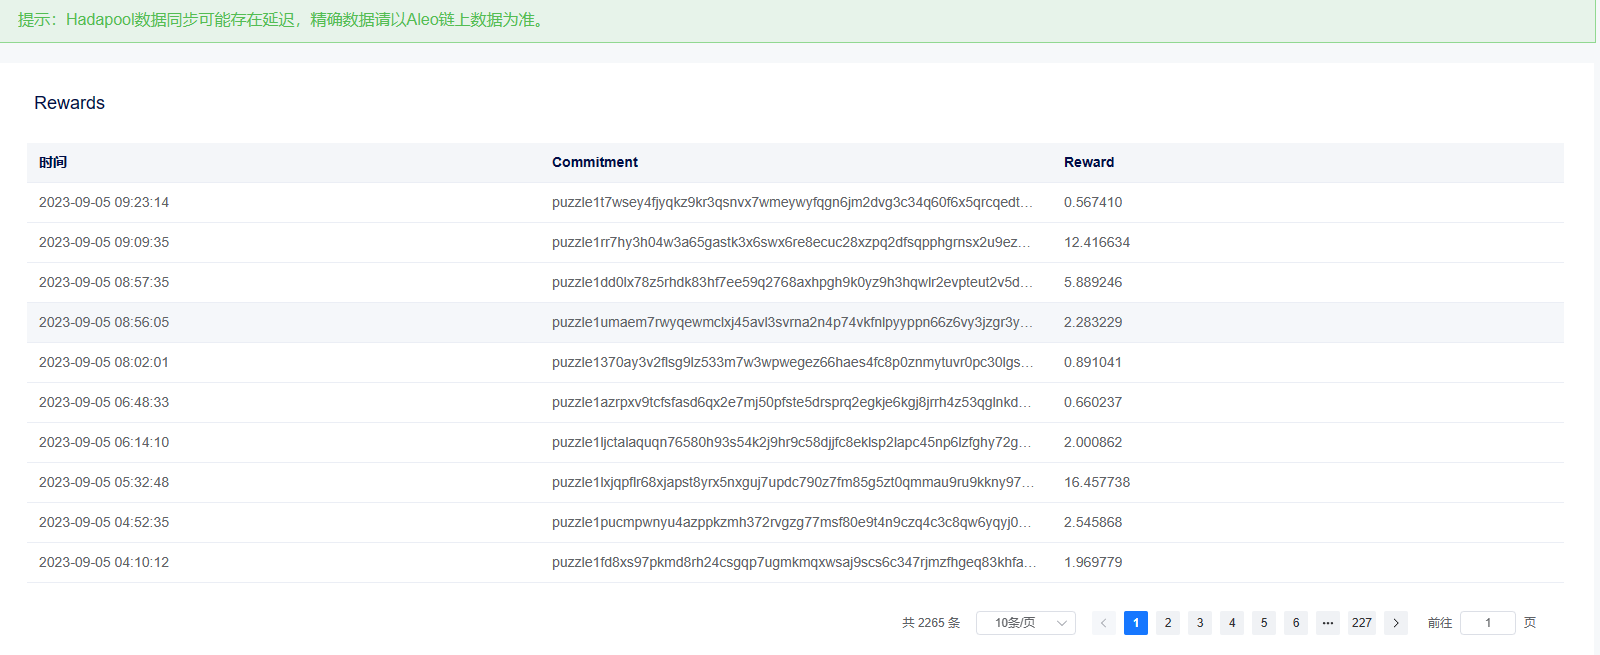 提示：Hadapool数据同步可能存在延迟，精确数据请以Aleo链上数据为准。
Rewards
时间 Commitment Reward
2023-09-05 09:23:14 puzzle1t7wsey4fjyqkz9kr3qsnvx7wmeywyfqgn6jm2dvg3c34q60f6x5qrcqedt... 0.567410
2023-09-05 09:09:35 puzzle1rr7hy3h04w3a65gastk3x6swx6re8ecuc28xzpq2dfsqpphgrnsx2u9ez... 12.416634
2023-09-05 08:57:35 puzzle1dd0lx78z5rhdk83hf7ee59q2768axhpgh9k0yz9h3hqwlr2evpteut2v5d... 5.889246
2023-09-05 08:56:05 puzzle1umaem7rwyqewmclxj45avl3svrna2n4p74vkfnlpyyppn66z6vy3jzgr3y... 2.283229
2023-09-05 08:02:01 puzzle1370ay3v2flsg9lz533m7w3wpwegez66haes4fc8p0znmytuvr0pc30lgs... 0.891041
2023-09-05 06:48:33 puzzle1azrpxv9tcfsfasd6qx2e7mj50pfste5drsprq2egkje6kgj8jrrh4z53qglnkd... 0.660237
2023-09-05 06:14:10 puzzle1ljctalaquqn76580h93s54k2j9hr9c58djjfc8eklsp2lapc45np6lzfghy72g... 2.000862
2023-09-05 05:32:48 puzzle1lxjqpflr68xjapst8yrx5nxguj7updc790z7fm85g5zt0qmmau9ru9kkny97... 16.457738
2023-09-05 04:52:35 puzzle1pucmpwnyu4azppkzmh372rvgzg77msf80e9t4n9czq4c3c8qw6yqyj0... 2.545868
2023-09-05 04:10:12 puzzle1fd8xs97pkmd8rh24csgqp7ugmkmqxwsaj9scs6c347rjmzfhgeq83khfa... 1.969779
共 2265 条 10条/页 < 1 2 3 4 5 6 ••• 227 > 前往 1 页